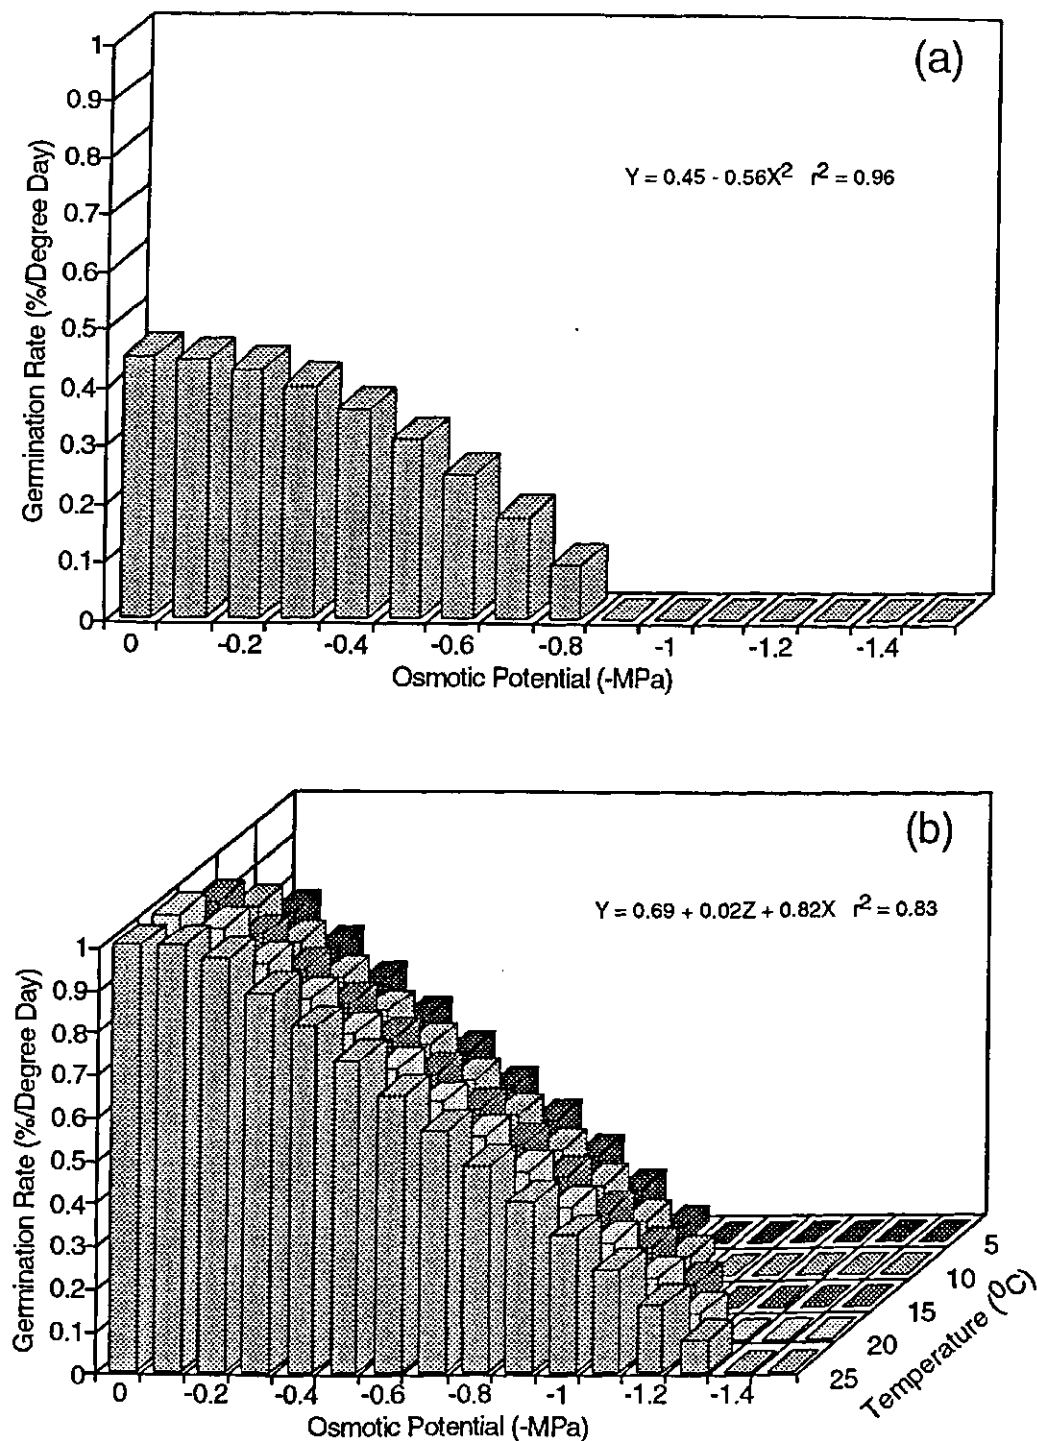 (a)
Y = 0.45 - 0.56X² r² = 0.96
Germination Rate (%/Degree Day)
1
0.9
0.8
0.7
0.6
0.5
0.4
0.3
0.2
0.1
0
0 -0.2 -0.4 -0.6 -0.8 -1 -1.2 -1.4
Osmotic Potential (-MPa)
(b)
Y = 0.69 + 0.02Z + 0.82X r² = 0.83
Germination Rate (%/Degree Day)
1
0.9
0.8
0.7
0.6
0.5
0.4
0.3
0.2
0.1
0
0 -0.2 -0.4 -0.6 -0.8 -1 -1.2 -1.4
Osmotic Potential (-MPa)
5
10
15
20
25
Temperature (⁰C)